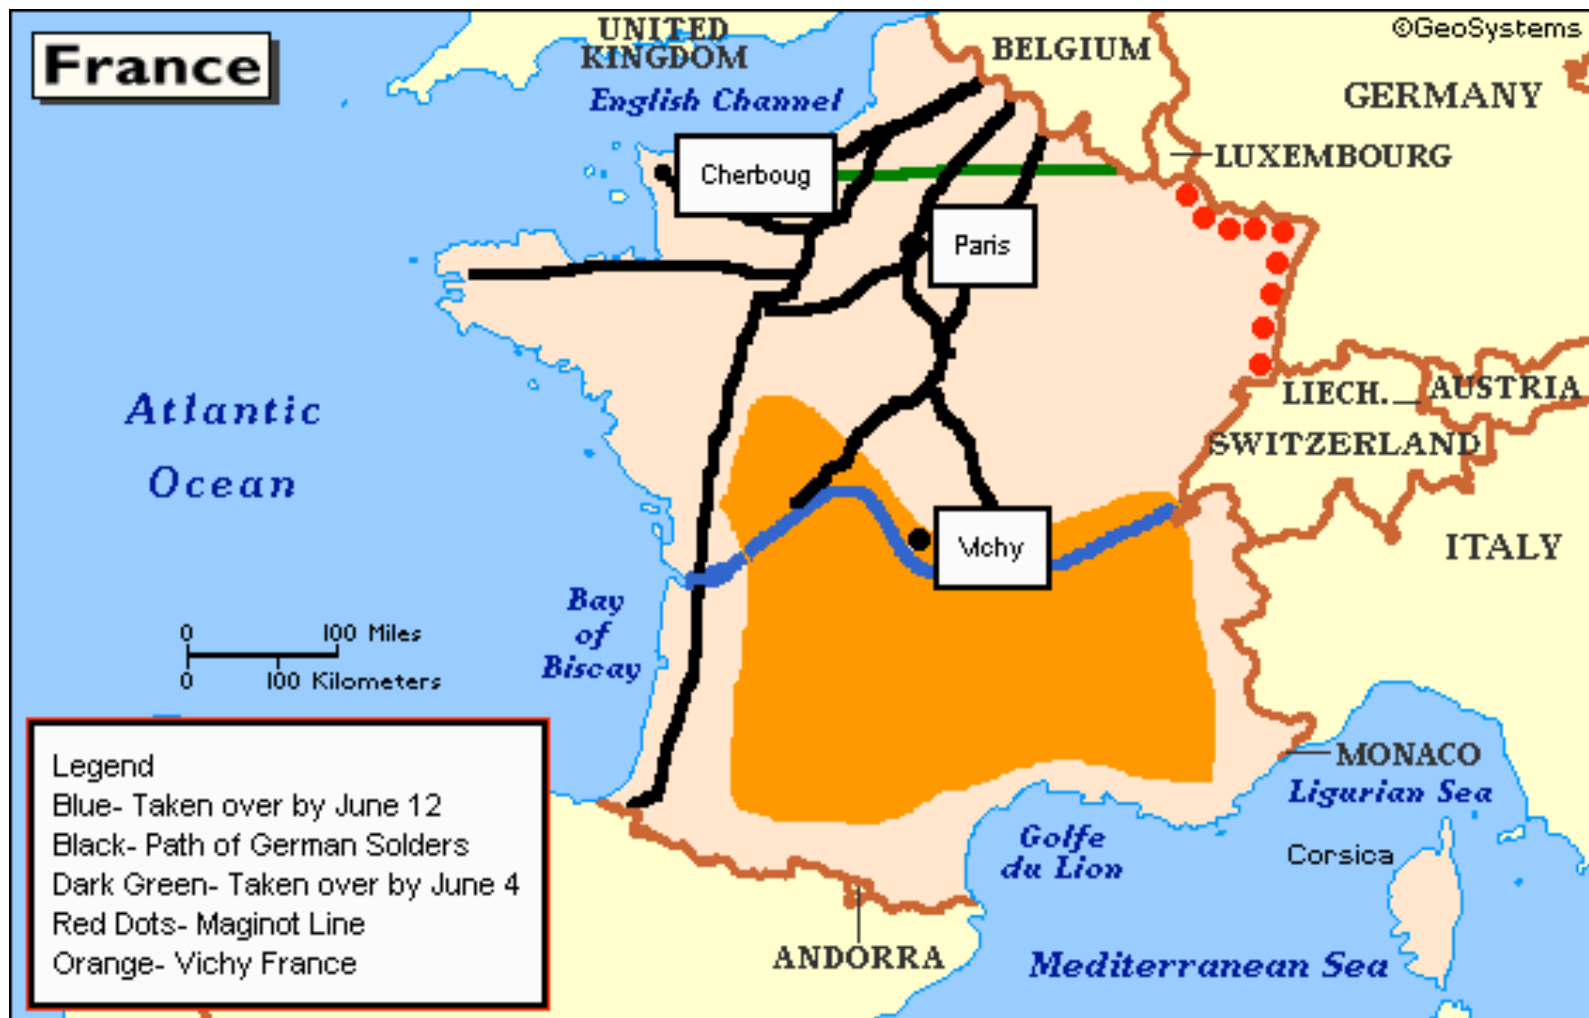 ©GeoSystems
France
UNITED
KINGDOM
BELGIUM
English Channel
GERMANY
Cherboug
LUXEMBOURG
Paris
Atlantic
Ocean
LIECH.
AUSTRIA
SWITZERLAND
Vichy
ITALY
Bay
of
Biscay
0 100 Miles
0 100 Kilometers
Legend
Blue- Taken over by June 12
Black- Path of German Solders
Dark Green- Taken over by June 4
Red Dots- Maginot Line
Orange- Vichy France
MONACO
Ligurian Sea
Golfe
du Lion
Corsica
ANDORRA
Mediterranean Sea